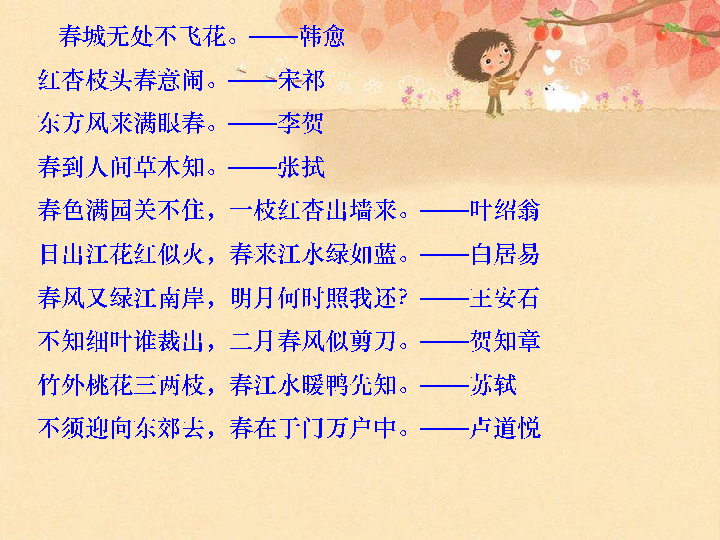 春城无处不飞花。——韩愈
红杏枝头春意闹。——宋祁
东方风来满眼春。——李贺
春到人间草木知。——张拭
春色满园关不住，一枝红杏出墙来。——叶绍翁
日出江花红似火，春来江水绿如蓝。——白居易
春风又绿江南岸，明月何时照我还？——王安石
不知细叶谁裁出，二月春风似剪刀。——贺知章
竹外桃花三两枝，春江水暖鸭先知。——苏轼
不须迎向东郊去，春在于门万户中。——卢道悦